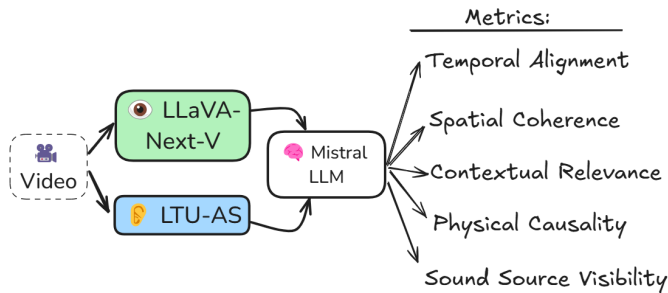 Metrics:
Temporal Alignment
LLaVA-
Next-V
Spatial Coherence
Video
Mistral
LLM
Contextual Relevance
LTU-AS
Physical Causality
Sound Source Visibility